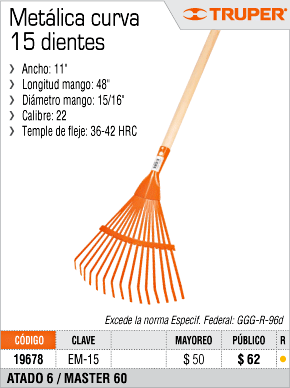 Metálica curva
15 dientes
TRUPER®
Ancho: 11"
Longitud mango: 48"
Diámetro mango: 15/16"
Calibre: 22
Temple de fleje: 36-42 HRC
Excede la norma Especif. Federal: GGG-R-96d
CÓDIGO CLAVE MAYOREO PÚBLICO R
19678 EM-15 $ 50 $ 62
ATADO 6 / MASTER 60